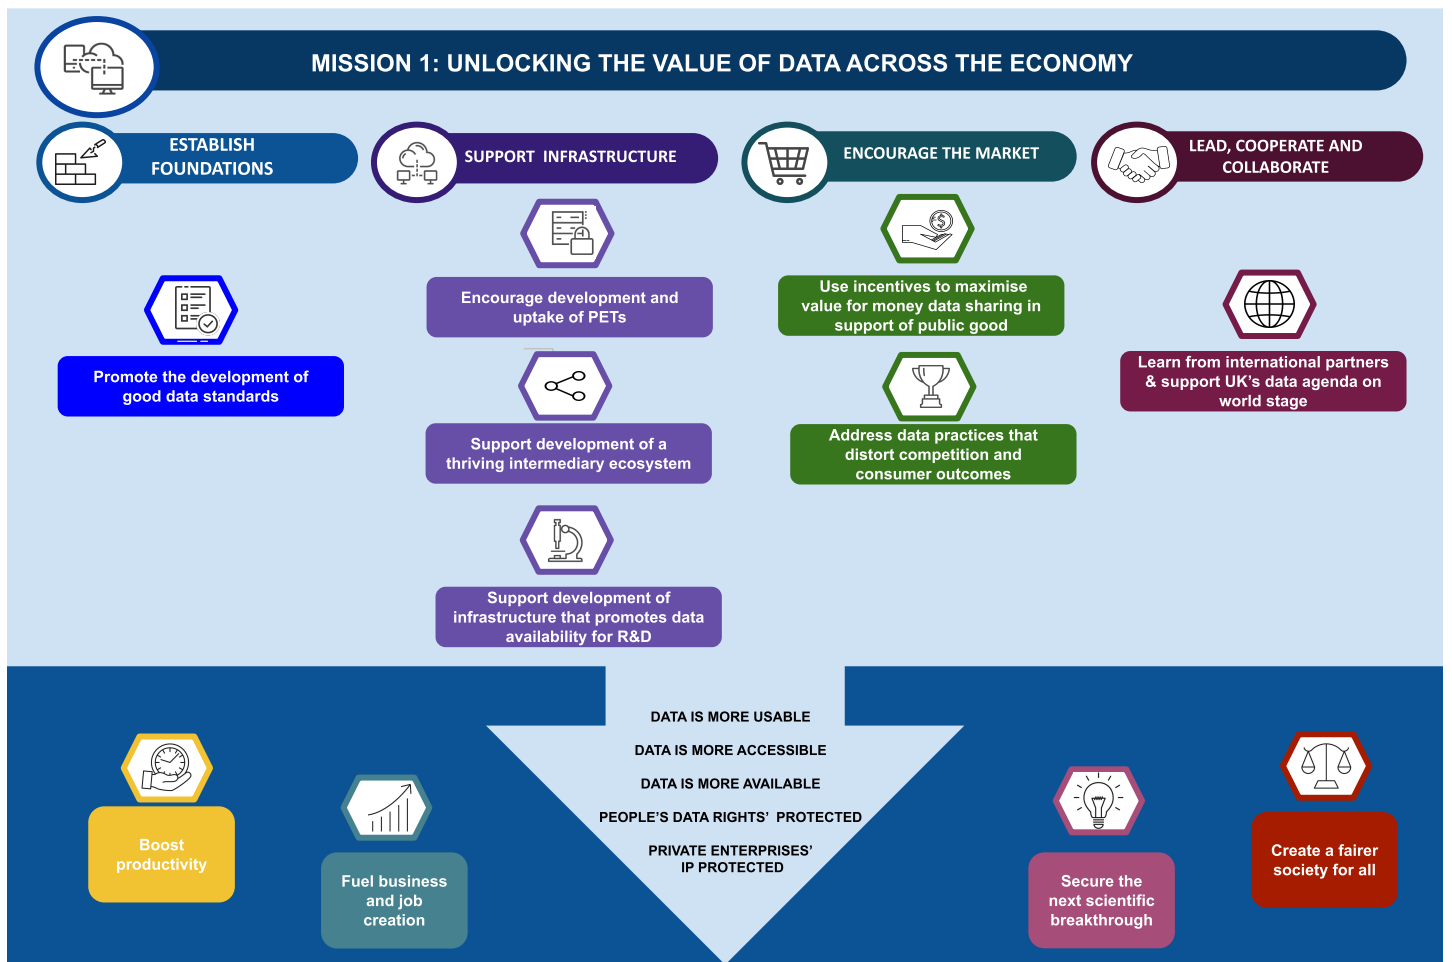 MISSION 1: UNLOCKING THE VALUE OF DATA ACROSS THE ECONOMY
ESTABLISH
FOUNDATIONS
SUPPORT INFRASTRUCTURE
ENCOURAGE THE MARKET
LEAD, COOPERATE AND
COLLABORATE
Promote the development of
good data standards
Encourage development and
uptake of PETs
Support development of a
thriving intermediary ecosystem
Support development of
infrastructure that promotes data
availability for R&D
Use incentives to maximise
value for money data sharing in
support of public good
Address data practices that
distort competition and
consumer outcomes
Learn from international partners
& support UK’s data agenda on
world stage
DATA IS MORE USABLE
DATA IS MORE ACCESSIBLE
DATA IS MORE AVAILABLE
PEOPLE’S DATA RIGHTS’ PROTECTED
PRIVATE ENTERPRISES’
IP PROTECTED
Boost
productivity
Fuel business
and job
creation
Secure the
next scientific
breakthrough
Create a fairer
society for all